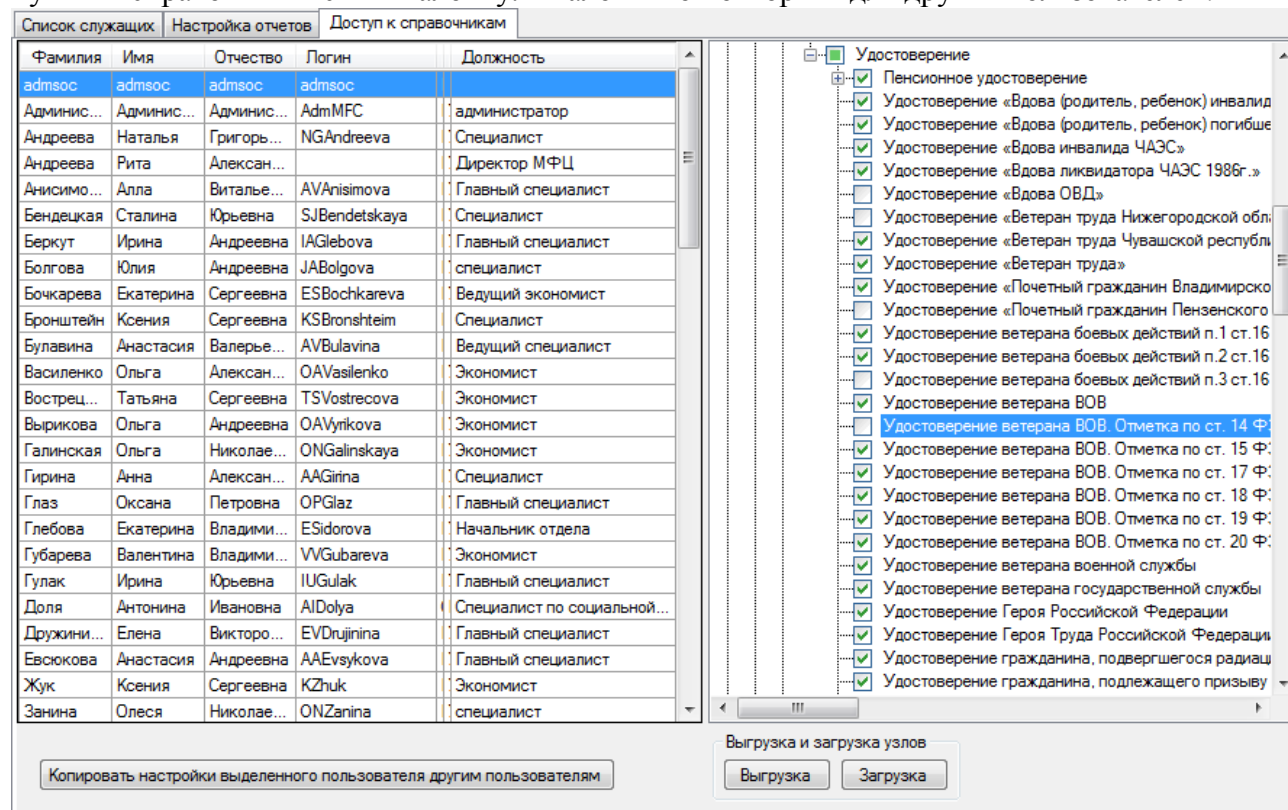 Список служащих Настройка отчетов Доступ к справочникам
Фамилия Имя Отчество Логин Должность
admsoc admsoc admsoc admsoc
Админис... Админис... Админис... AdmMFC администратор
Андреева Наталья Григорь... NGAndreeva Специалист
Андреева Рита Алексан... Директор МФЦ
Анисимо... Алла Виталье... AVAnisimova Главный специалист
Бендецкая Сталина Юрьевна SJBendetskaya Специалист
Беркут Ирина Андреевна IAGlebova Главный специалист
Болгова Юлия Андреевна JABolgova специалист
Бочкарева Екатерина Сергеевна ESBochkareva Ведущий экономист
Бронштейн Ксения Сергеевна KSBronshteim Специалист
Булавина Анастасия Валерье... AVBulavina Ведущий специалист
Василенко Ольга Алексан... OAVasilenko Экономист
Вострец... Татьяна Сергеевна TSVostrecova Экономист
Вырикова Ольга Андреевна OAVyrikova Экономист
Галинская Ольга Николае... ONGalinskaya Экономист
Гирина Анна Алексан... AAGirina Специалист
Глаз Оксана Петровна OPGlaz Главный специалист
Глебова Екатерина Владими... ESidorova Начальник отдела
Губарева Валентина Владими... VVGubareva Экономист
Гулак Ирина Юрьевна IUGulak Главный специалист
Доля Антонина Ивановна AIDolya Специалист по социальной...
Дружини... Елена Викторо... EVDrujinina Главный специалист
Евсюкова Анастасия Андреевна AAEvsykova Главный специалист
Жук Ксения Сергеевна KZhuk Экономист
Занина Олеся Николае... ONZanina специалист
Удостоверение
Пенсионное удостоверение
Удостоверение «Вдова (родитель, ребенок) инвалид
Удостоверение «Вдова (родитель, ребенок) погибше
Удостоверение «Вдова инвалида ЧАЭС»
Удостоверение «Вдова ликвидатора ЧАЭС 1986г.»
Удостоверение «Вдова ОВД»
Удостоверение «Ветеран труда Нижегородской обл
Удостоверение «Ветеран труда Чувашской республи
Удостоверение «Ветеран труда»
Удостоверение «Почетный гражданин Владимирско
Удостоверение «Почетный гражданин Пензенского
Удостоверение ветерана боевых действий п.1 ст.16
Удостоверение ветерана боевых действий п.2 ст.16
Удостоверение ветерана боевых действий п.3 ст.16
Удостоверение ветерана ВОВ
Удостоверение ветерана ВОВ. Отметка по ст. 14 ФЗ
Удостоверение ветерана ВОВ. Отметка по ст. 15 Ф
Удостоверение ветерана ВОВ. Отметка по ст. 17 Ф
Удостоверение ветерана ВОВ. Отметка по ст. 18 Ф
Удостоверение ветерана ВОВ. Отметка по ст. 19 Ф
Удостоверение ветерана ВОВ. Отметка по ст. 20 Ф
Удостоверение ветерана военной службы
Удостоверение ветерана государственной службы
Удостоверение Героя Российской Федерации
Удостоверение Героя Труда Российской Федерации
Удостоверение гражданина, подвергшегося радиац
Удостоверение гражданина, подлежащего призыву
Копировать настройки выделенного пользователя другим пользователям
Выгрузка и загрузка узлов
Выгрузка Загрузка